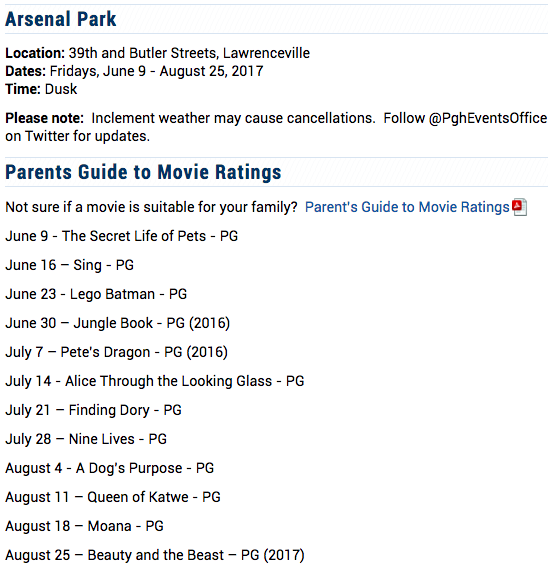 Arsenal Park
Location: 39th and Butler Streets, Lawrenceville
Dates: Fridays, June 9 - August 25, 2017
Time: Dusk
Please note:  Inclement weather may cause cancellations.  Follow @PghEventsOffice
on Twitter for updates.
Parents Guide to Movie Ratings
Not sure if a movie is suitable for your family?  Parent's Guide to Movie Ratings
June 9 - The Secret Life of Pets - PG
June 16 – Sing - PG
June 23 - Lego Batman - PG
June 30 – Jungle Book - PG (2016)
July 7 – Pete's Dragon - PG (2016)
July 14 - Alice Through the Looking Glass - PG
July 21 – Finding Dory - PG
July 28 – Nine Lives - PG
August 4 - A Dog's Purpose - PG
August 11 – Queen of Katwe - PG
August 18 – Moana - PG
August 25 – Beauty and the Beast – PG (2017)